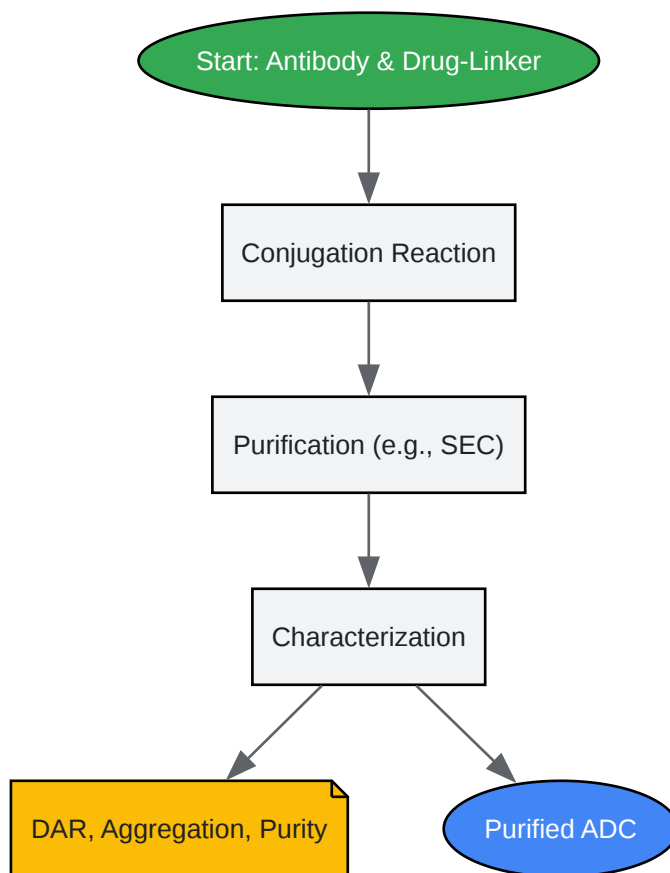 Start: Antibody & Drug-Linker
Conjugation Reaction
Purification (e.g., SEC)
Characterization
DAR, Aggregation, Purity
Purified ADC